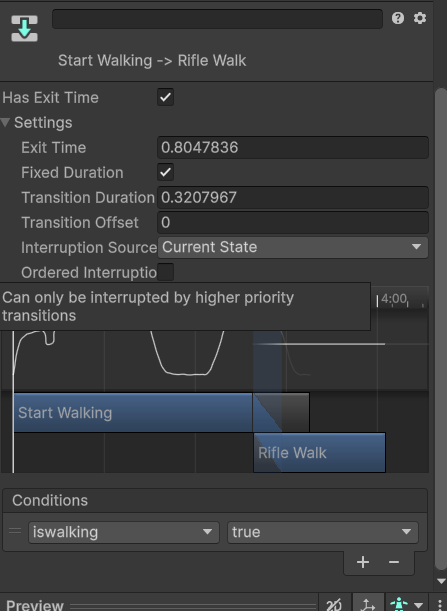 Start Walking -> Rifle Walk
Has Exit Time
Settings
Exit Time 0.8047836
Fixed Duration
Transition Duration 0.3207967
Transition Offset 0
Interruption Source Current State
Ordered Interruptio
Can only be interrupted by higher priority
transitions
4:00
Start Walking
Rifle Walk
Conditions
iswalking true
+ −
Preview 2D